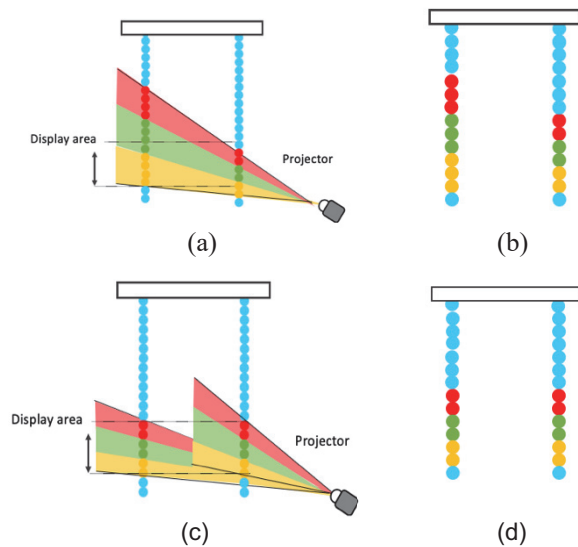 Display area
Projector
(a)
(b)
Display area
Projector
(c)
(d)